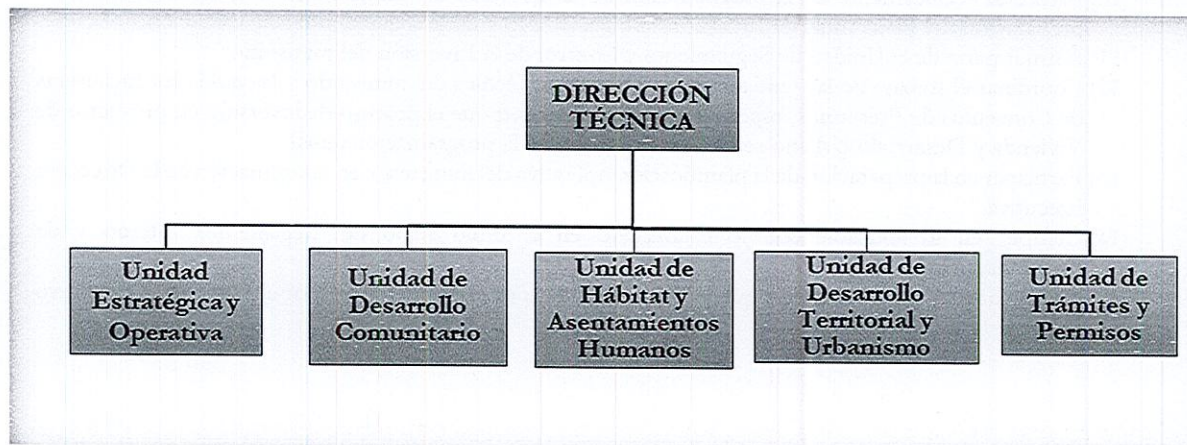 DIRECCIÓN
TÉCNICA
Unidad
Estratégica y
Operativa
Unidad de
Desarrollo
Comunitario
Unidad de
Hábitat y
Asentamientos
Humanos
Unidad de
Desarrollo
Territorial y
Urbanismo
Unidad de
Trámites y
Permisos